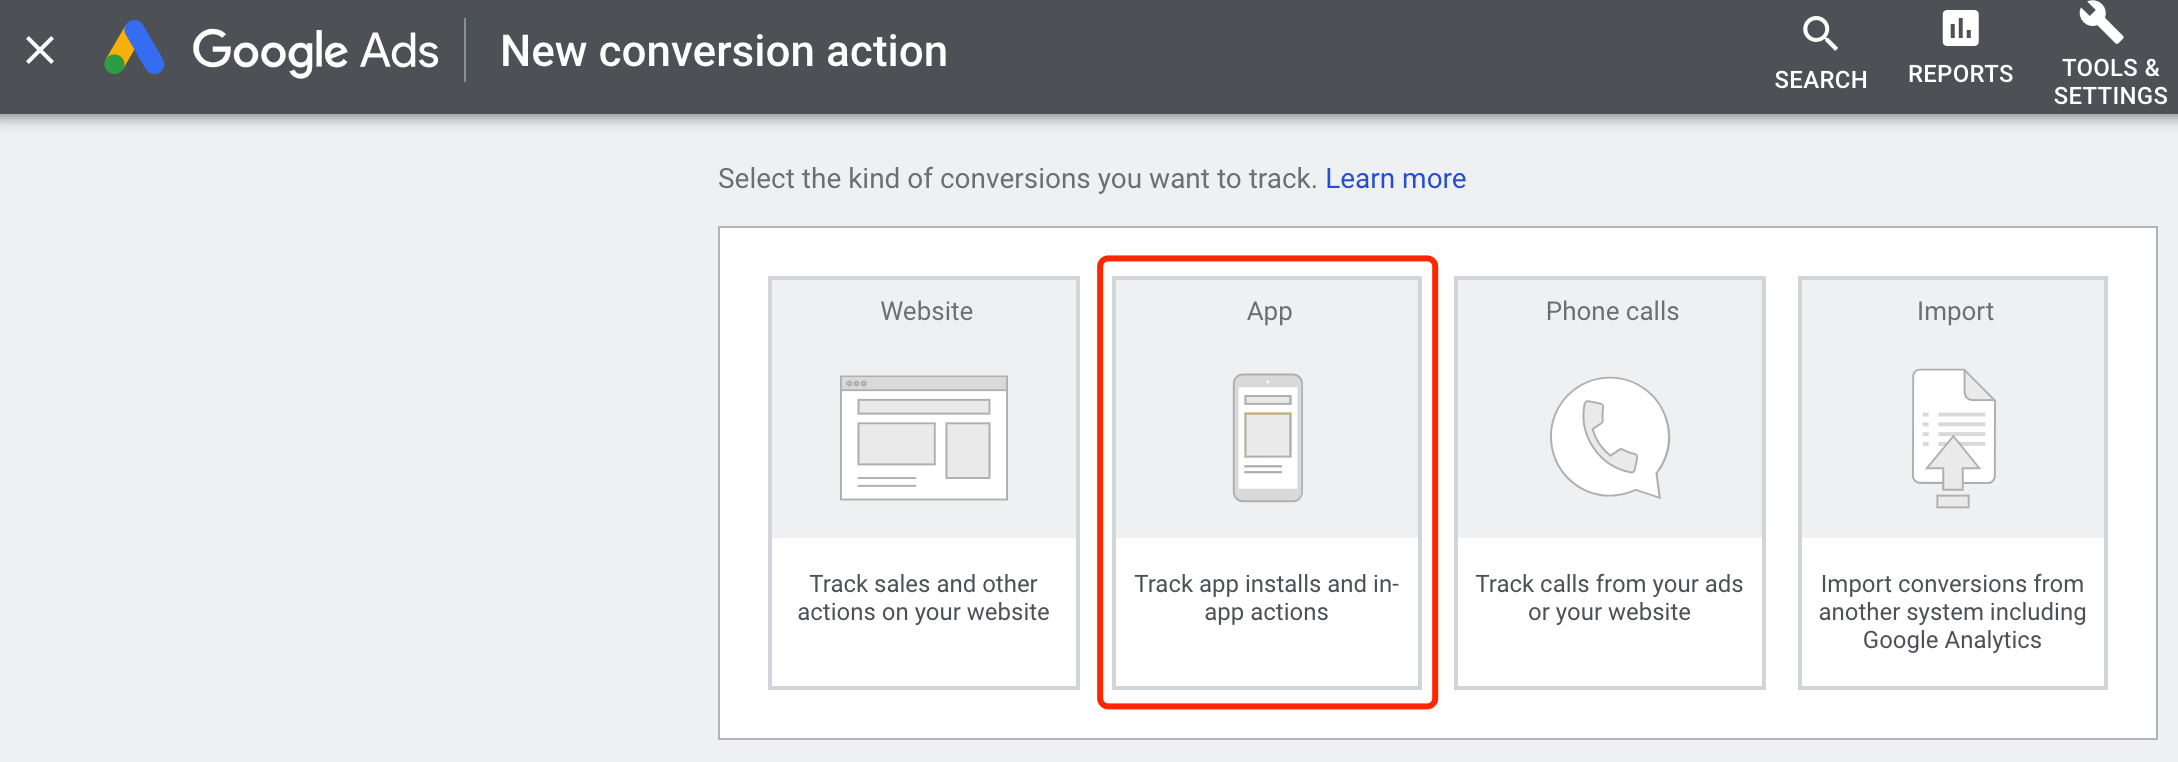 Google Ads
New conversion action
SEARCH
REPORTS
TOOLS &
SETTINGS
Select the kind of conversions you want to track. Learn more
Website
Track sales and other
actions on your website
App
Track app installs and in-
app actions
Phone calls
Track calls from your ads
or your website
Import
Import conversions from
another system including
Google Analytics